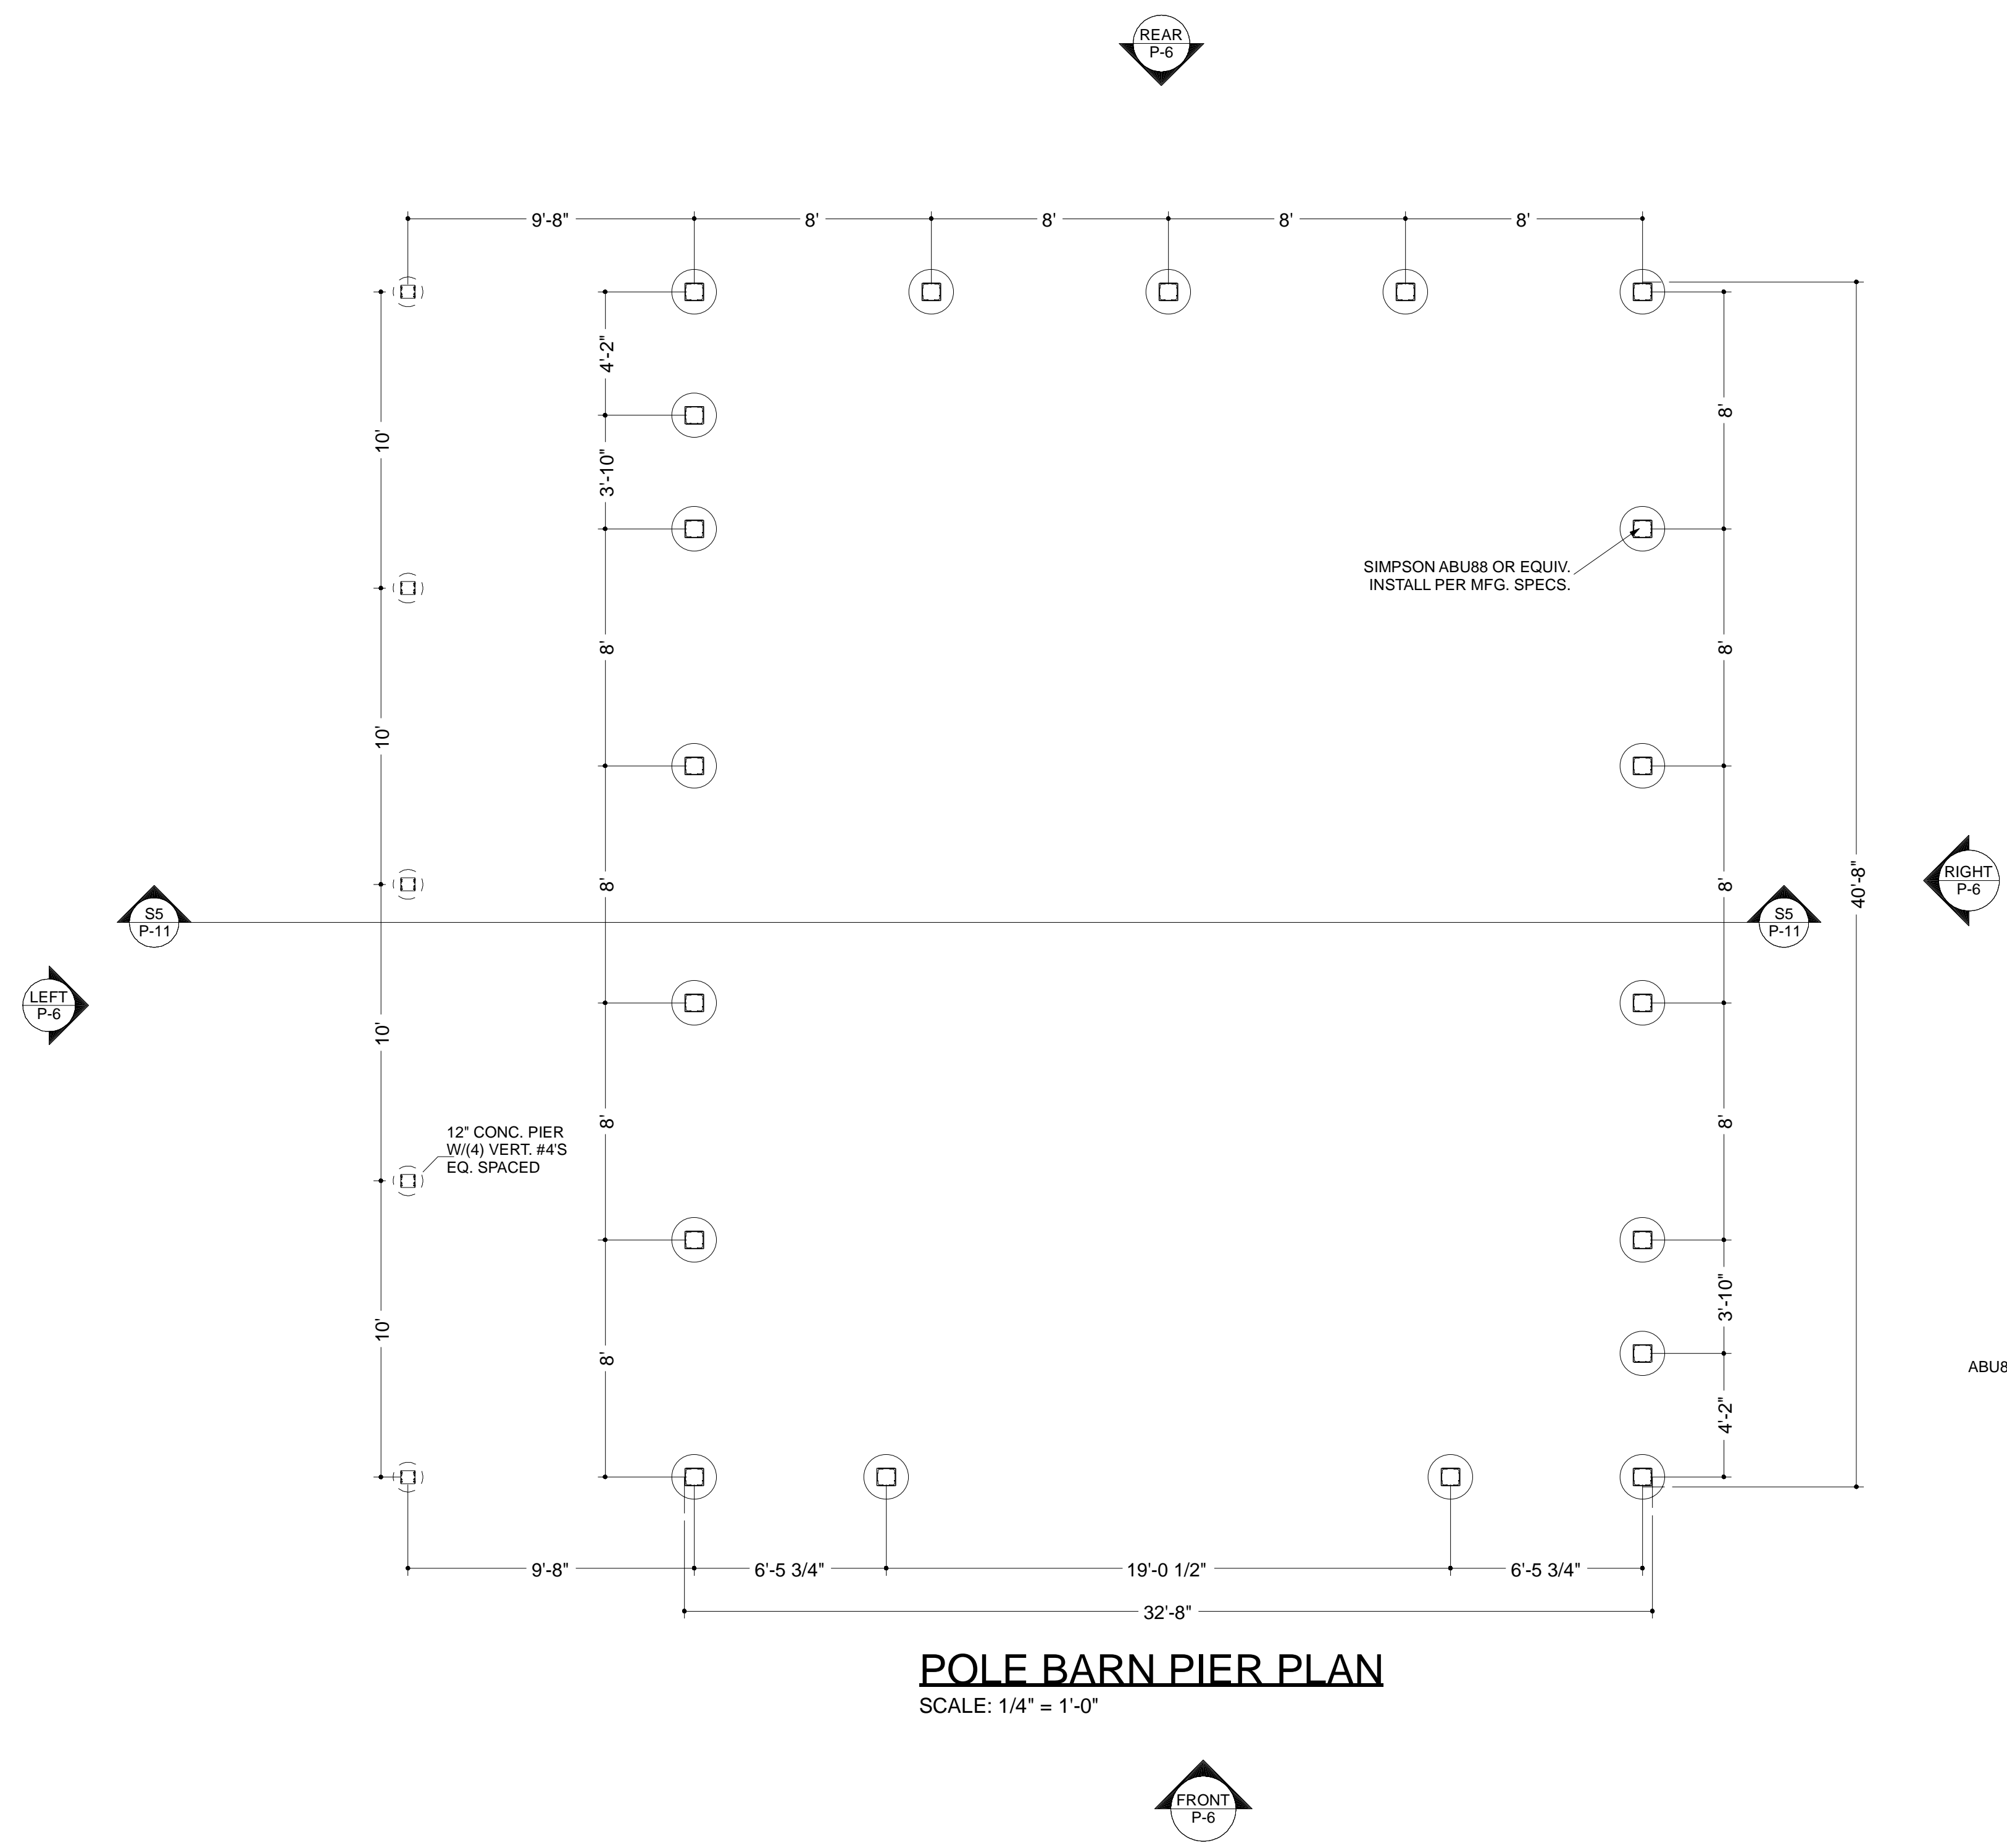 REAR
P-6
9'-8" 8' 8' 8' 8'
4'-2"
8'
10'
3'-10"
SIMPSON ABU88 OR EQUIV.
INSTALL PER MFG. SPECS.
8'
8'
10'
40'-8"
RIGHT
P-6
8'
8'
S5
P-11
S5
P-11
LEFT
P-6
10'
12" CONC. PIER
W/(4) VERT. #4'S
EQ. SPACED
8'
8'
3'-10"
10'
8'
ABU8
4'-2"
9'-8" 6'-5 3/4" 19'-0 1/2" 6'-5 3/4"
32'-8"
POLE BARN PIER PLAN
SCALE: 1/4" = 1'-0"
FRONT
P-6